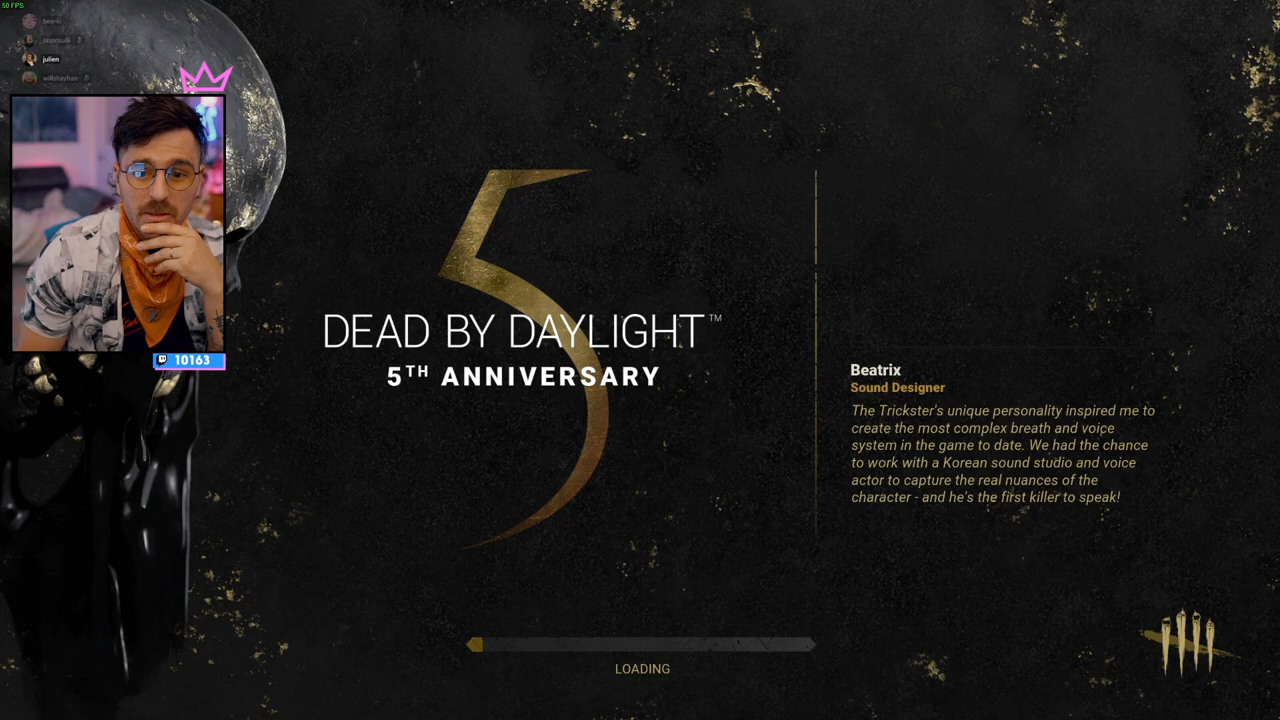 50 FPS
beerki
jasonsulli
julien
willishayhan
10163
DEAD BY DAYLIGHT™
5TH ANNIVERSARY
Beatrix
Sound Designer
The Trickster's unique personality inspired me to
create the most complex breath and voice
system in the game to date. We had the chance
to work with a Korean sound studio and voice
actor to capture the real nuances of the
character - and he's the first killer to speak!
LOADING